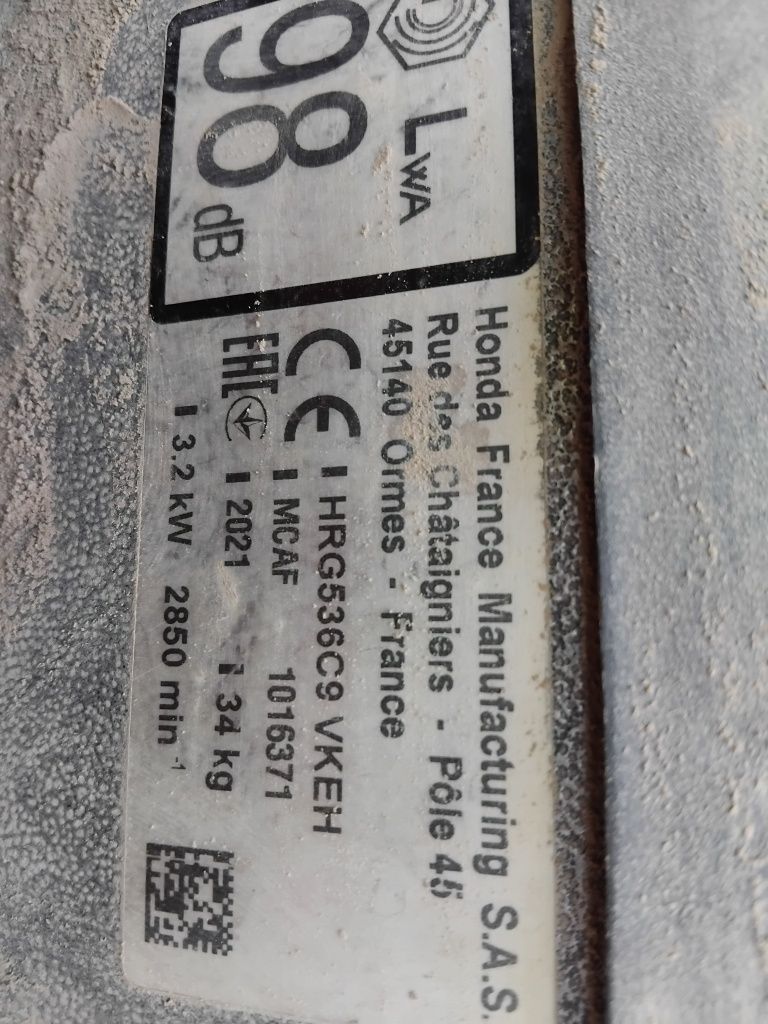 LWA
98 dB
Honda France Manufacturing S.A.S.
Rue des Châtaigniers - Pôle 45
45140 Ormes - France
CE HRG536C9 VKEH
MCAF 1016371
EAC 2021 34 kg
3.2 kW 2850 min-1